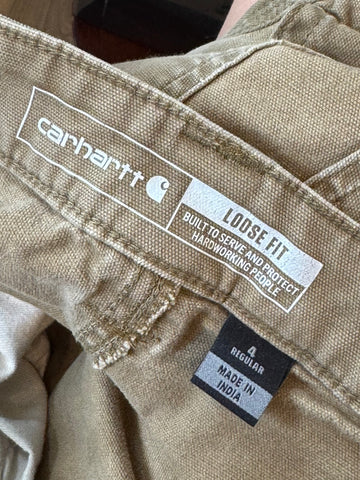 carhartt
LOOSE FIT
BUILT TO SERVE AND PROTECT
HARDWORKING PEOPLE
4
REGULAR
MADE IN
INDIA